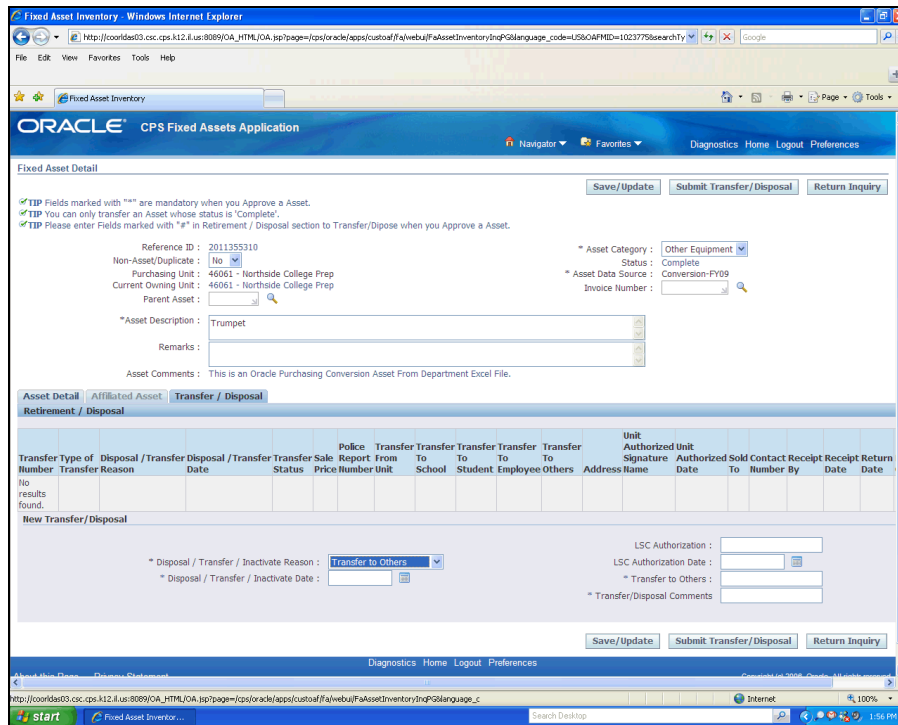 Fixed Asset Inventory - Windows Internet Explorer
http://coorldas03.csc.cps.k12.il.us:8089/OA_HTML/OA.jsp?page=/cps/oracle/apps/custoaf/fa/webui/FaAssetInventoryInqPG&language_code=US&OAFMID=1023775&searchTy
Google
File Edit View Favorites Tools Help
Fixed Asset Inventory
Page Tools
ORACLE CPS Fixed Assets Application
Navigator Favorites Diagnostics Home Logout Preferences
Fixed Asset Detail
Save/Update Submit Transfer/Disposal Return Inquiry
TIP Fields marked with "*" are mandatory when you Approve a Asset.
TIP You can only transfer an Asset whose status is 'Complete'.
TIP Please enter Fields marked with "#" in Retirement / Disposal section to Transfer/Dipose when you Approve a Asset.
Reference ID : 2011355310
Non-Asset/Duplicate : No
Purchasing Unit : 46061 - Northside College Prep
Current Owning Unit : 46061 - Northside College Prep
Parent Asset :
* Asset Category : Other Equipment
Status : Complete
* Asset Data Source : Conversion-FY09
Invoice Number :
*Asset Description : Trumpet
Remarks :
Asset Comments : This is an Oracle Purchasing Conversion Asset From Department Excel File.
Asset Detail Affiliated Asset Transfer / Disposal
Retirement / Disposal
Transfer Number
Type of Transfer
Disposal /Transfer Reason
Disposal /Transfer Date
Transfer Status
Sale Price
Police Report Number
Transfer From Unit
Transfer To School
Transfer To Student
Transfer To Employee
Transfer To Others
Address
Unit Authorized Signature Name
Unit Authorized Date
Sold To
Contact Number
Receipt By
Receipt Date
Return Date
No
results
found.
New Transfer/Disposal
* Disposal / Transfer / Inactivate Reason : Transfer to Others
* Disposal / Transfer / Inactivate Date :
LSC Authorization :
LSC Authorization Date :
* Transfer to Others :
* Transfer/Disposal Comments
Save/Update Submit Transfer/Disposal Return Inquiry
Diagnostics Home Logout Preferences
About this Page Privacy Statement Copyright (c) 2006, Oracle. All rights reserved.
http://coorldas03.csc.cps.k12.il.us:8089/OA_HTML/OA.jsp?page=/cps/oracle/apps/custoaf/fa/webui/FaAssetInventoryInqPG&language_c
Internet 100%
start Fixed Asset Inventor... Search Desktop 1:56 PM